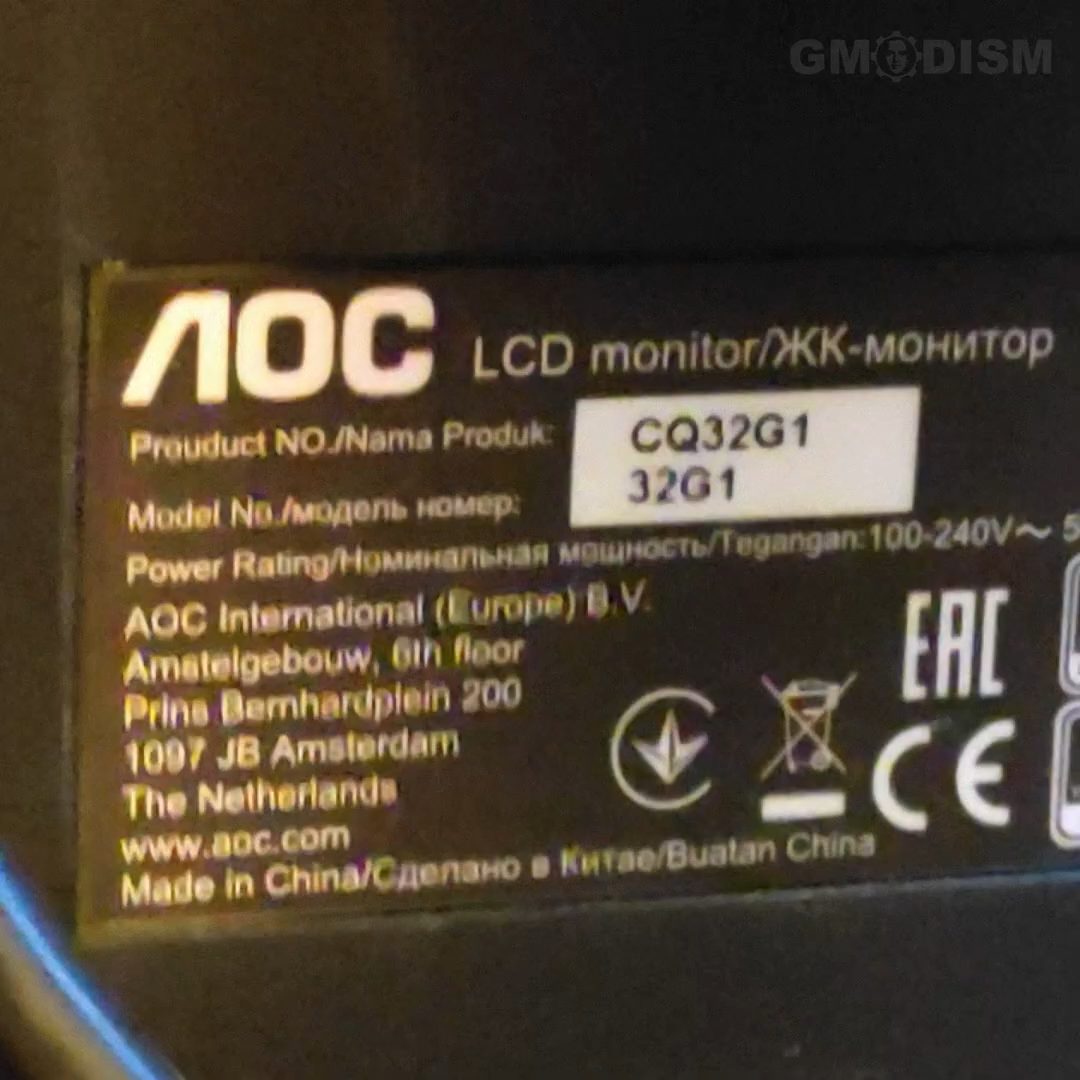 GMODISM
AOC LCD monitor/ЖК-монитор
Prouduct NO./Nama Produk: CQ32G1
Model No./модель номер: 32G1
Power Rating/Номинальная мощность/Tegangan:100-240V～ 5
AOC International (Europe) B.V.
Amstelgebouw, 6th floor
Prins Bernhardplein 200
1097 JB Amsterdam
The Netherlands
www.aoc.com
Made in China/Сделано в Китае/Buatan China
EAC
CE